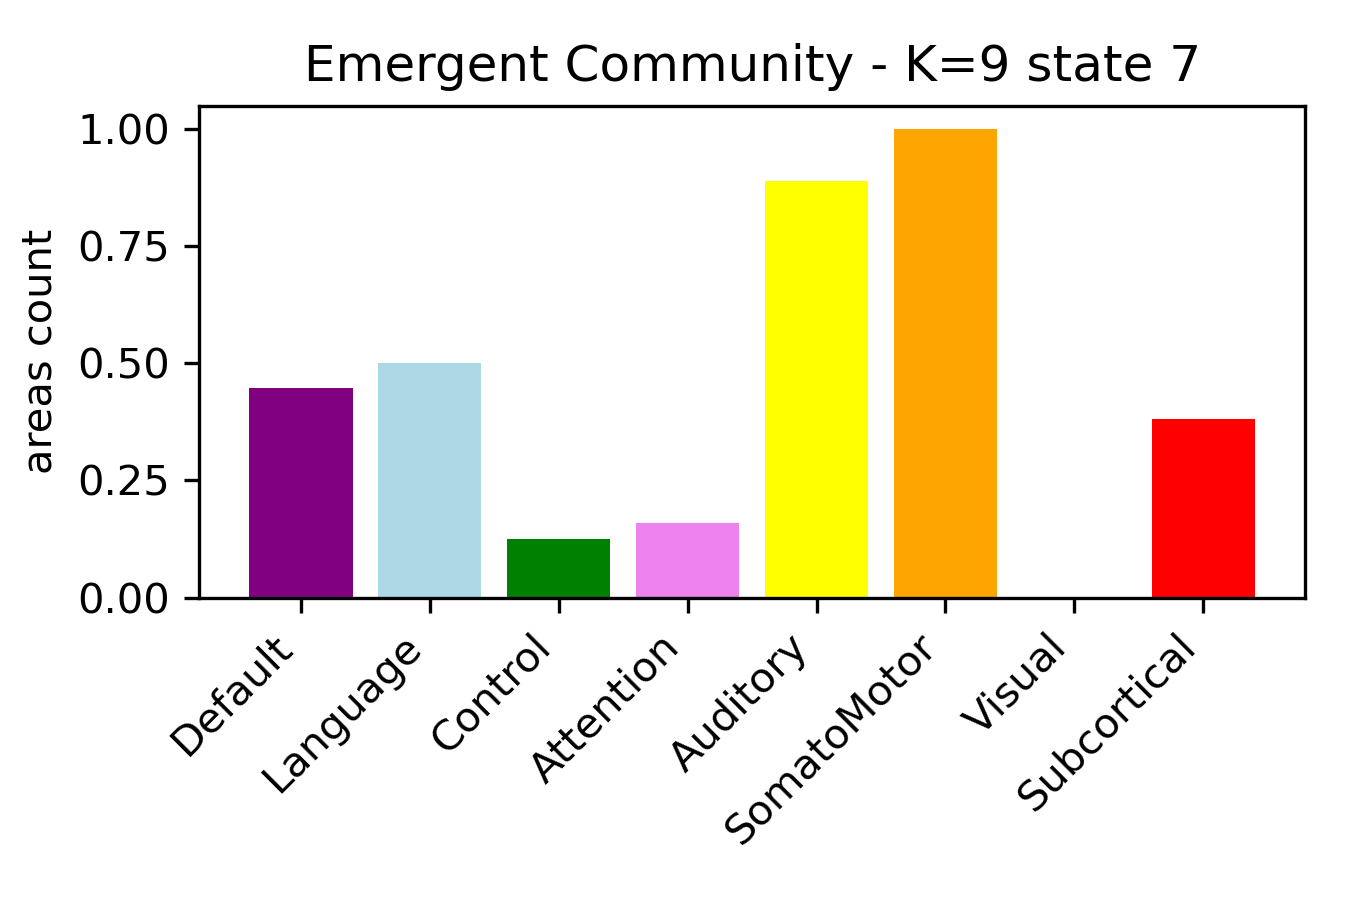 Emergent Community - K=9 state 7
areas count
1.00
0.75
0.50
0.25
0.00
Default
Language
Control
Attention
Auditory
SomatoMotor
Visual
Subcortical